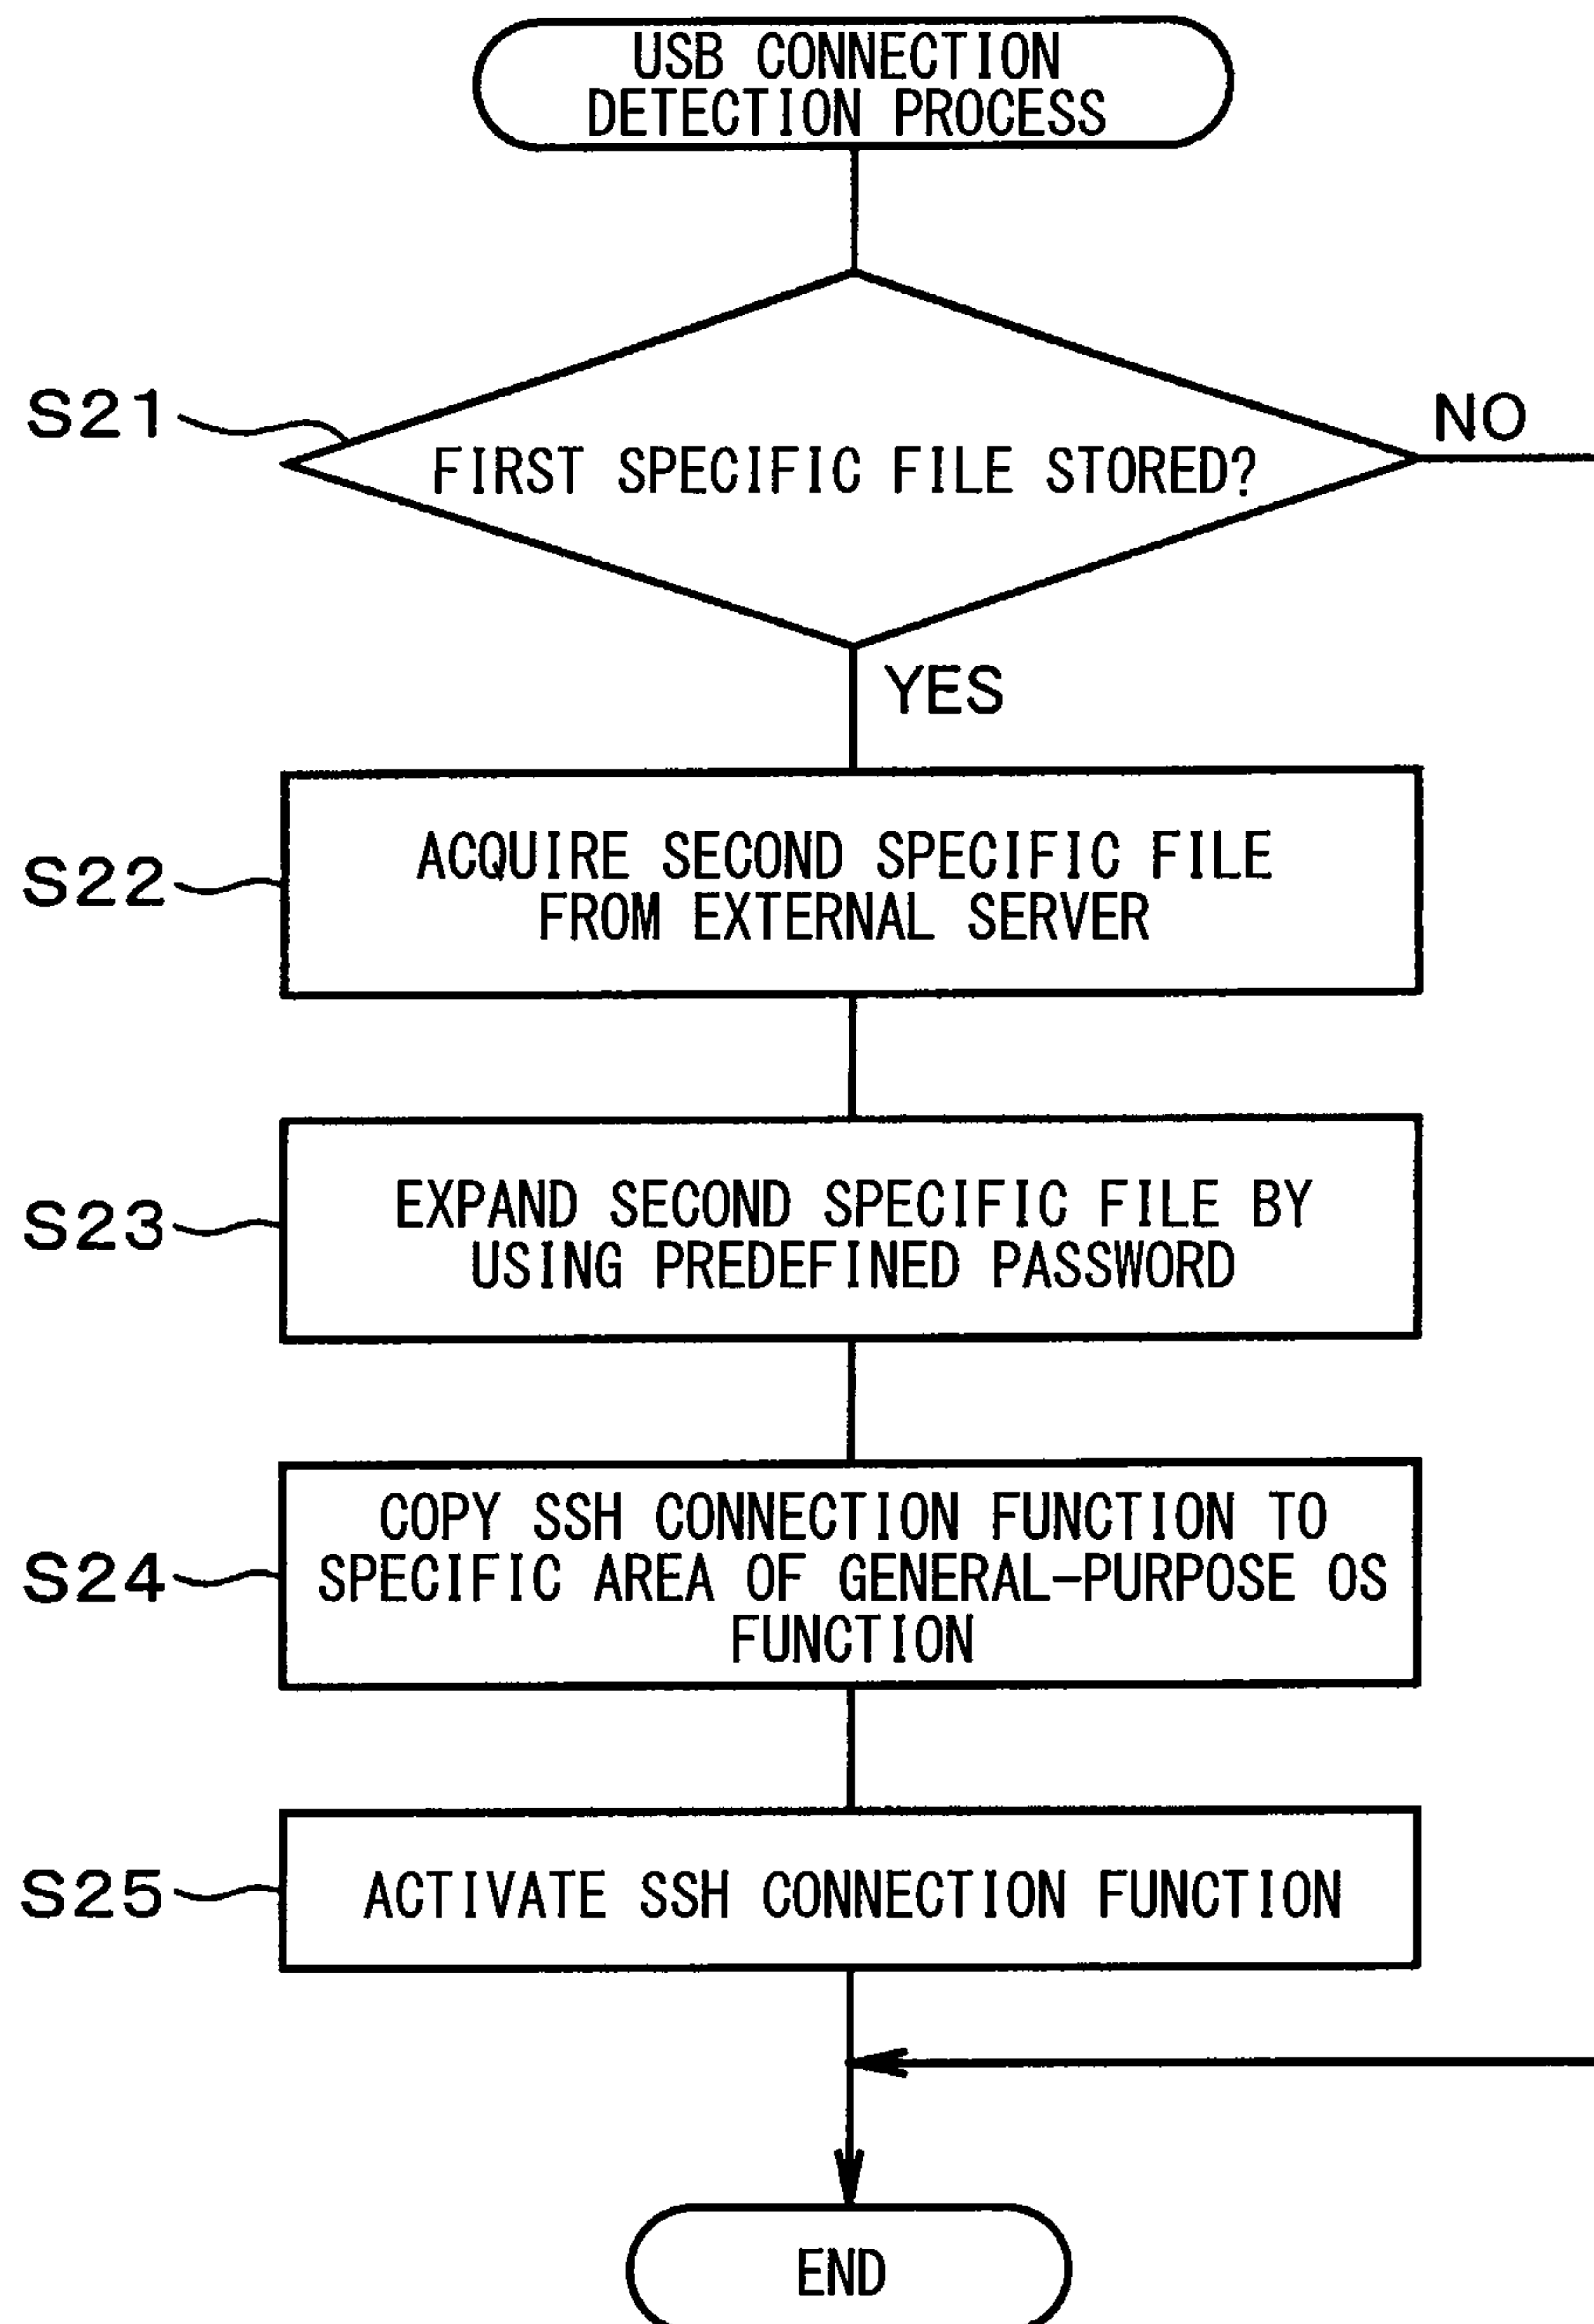 USB CONNECTION
DETECTION PROCESS
S21
FIRST SPECIFIC FILE STORED?
NO
YES
S22
ACQUIRE SECOND SPECIFIC FILE
FROM EXTERNAL SERVER
S23
EXPAND SECOND SPECIFIC FILE BY
USING PREDEFINED PASSWORD
S24
COPY SSH CONNECTION FUNCTION TO
SPECIFIC AREA OF GENERAL-PURPOSE OS
FUNCTION
S25
ACTIVATE SSH CONNECTION FUNCTION
END